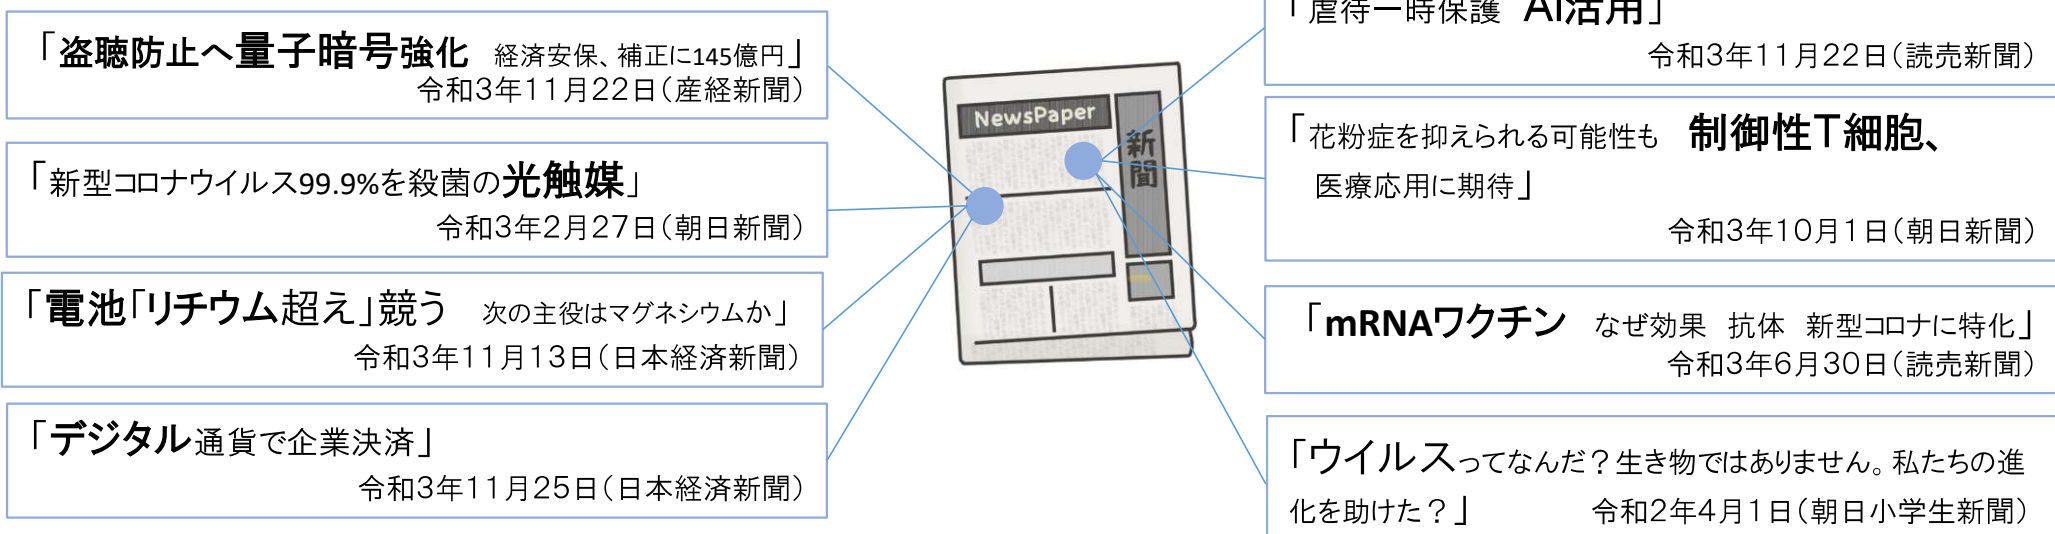 「盗聴防止へ量子暗号強化　経済安保、補正に145億円」
令和3年11月22日(産経新聞)
「新型コロナウイルス99.9%を殺菌の光触媒」
令和3年2月27日(朝日新聞)
「電池「リチウム超え」競う　次の主役はマグネシウムか」
令和3年11月13日(日本経済新聞)
「デジタル通貨で企業決済」
令和3年11月25日(日本経済新聞)
NewsPaper
新聞
「虐待一時保護　AI活用」
令和3年11月22日(読売新聞)
「花粉症を抑えられる可能性も　制御性T細胞、
医療応用に期待」
令和3年10月1日(朝日新聞)
「mRNAワクチン　なぜ効果　抗体　新型コロナに特化」
令和3年6月30日(読売新聞)
「ウイルスってなんだ？生き物ではありません。私たちの進
化を助けた？」　令和2年4月1日(朝日小学生新聞)